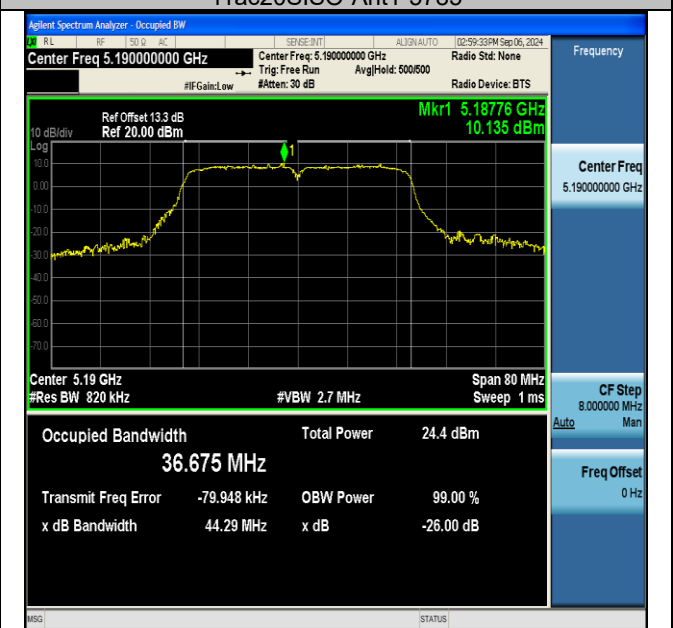 Agilent Spectrum Analyzer - Occupied BW
RL RF 50 Ω AC SENSE:INT ALIGN AUTO 02:59:33 PM Sep 06, 2024
Center Freq 5.190000000 GHz
Center Freq: 5.190000000 GHz
Radio Std: None
Trig: Free Run Avg|Hold: 500/500
#IFGain:Low #Atten: 30 dB Radio Device: BTS
Ref Offset 13.3 dB
Mkr1 5.18776 GHz
10 dB/div Ref 20.00 dBm
10.135 dBm
Log
1
10.0
0.00
-10.0
-20.0
-30.0
-40.0
-50.0
-60.0
-70.0
Center 5.19 GHz Span 80 MHz
#Res BW 820 kHz #VBW 2.7 MHz Sweep 1 ms
Occupied Bandwidth Total Power 24.4 dBm
36.675 MHz
Transmit Freq Error -79.948 kHz OBW Power 99.00 %
x dB Bandwidth 44.29 MHz x dB -26.00 dB
Frequency
Center Freq
5.190000000 GHz
CF Step
8.000000 MHz
Auto Man
Freq Offset
0 Hz
MSG STATUS